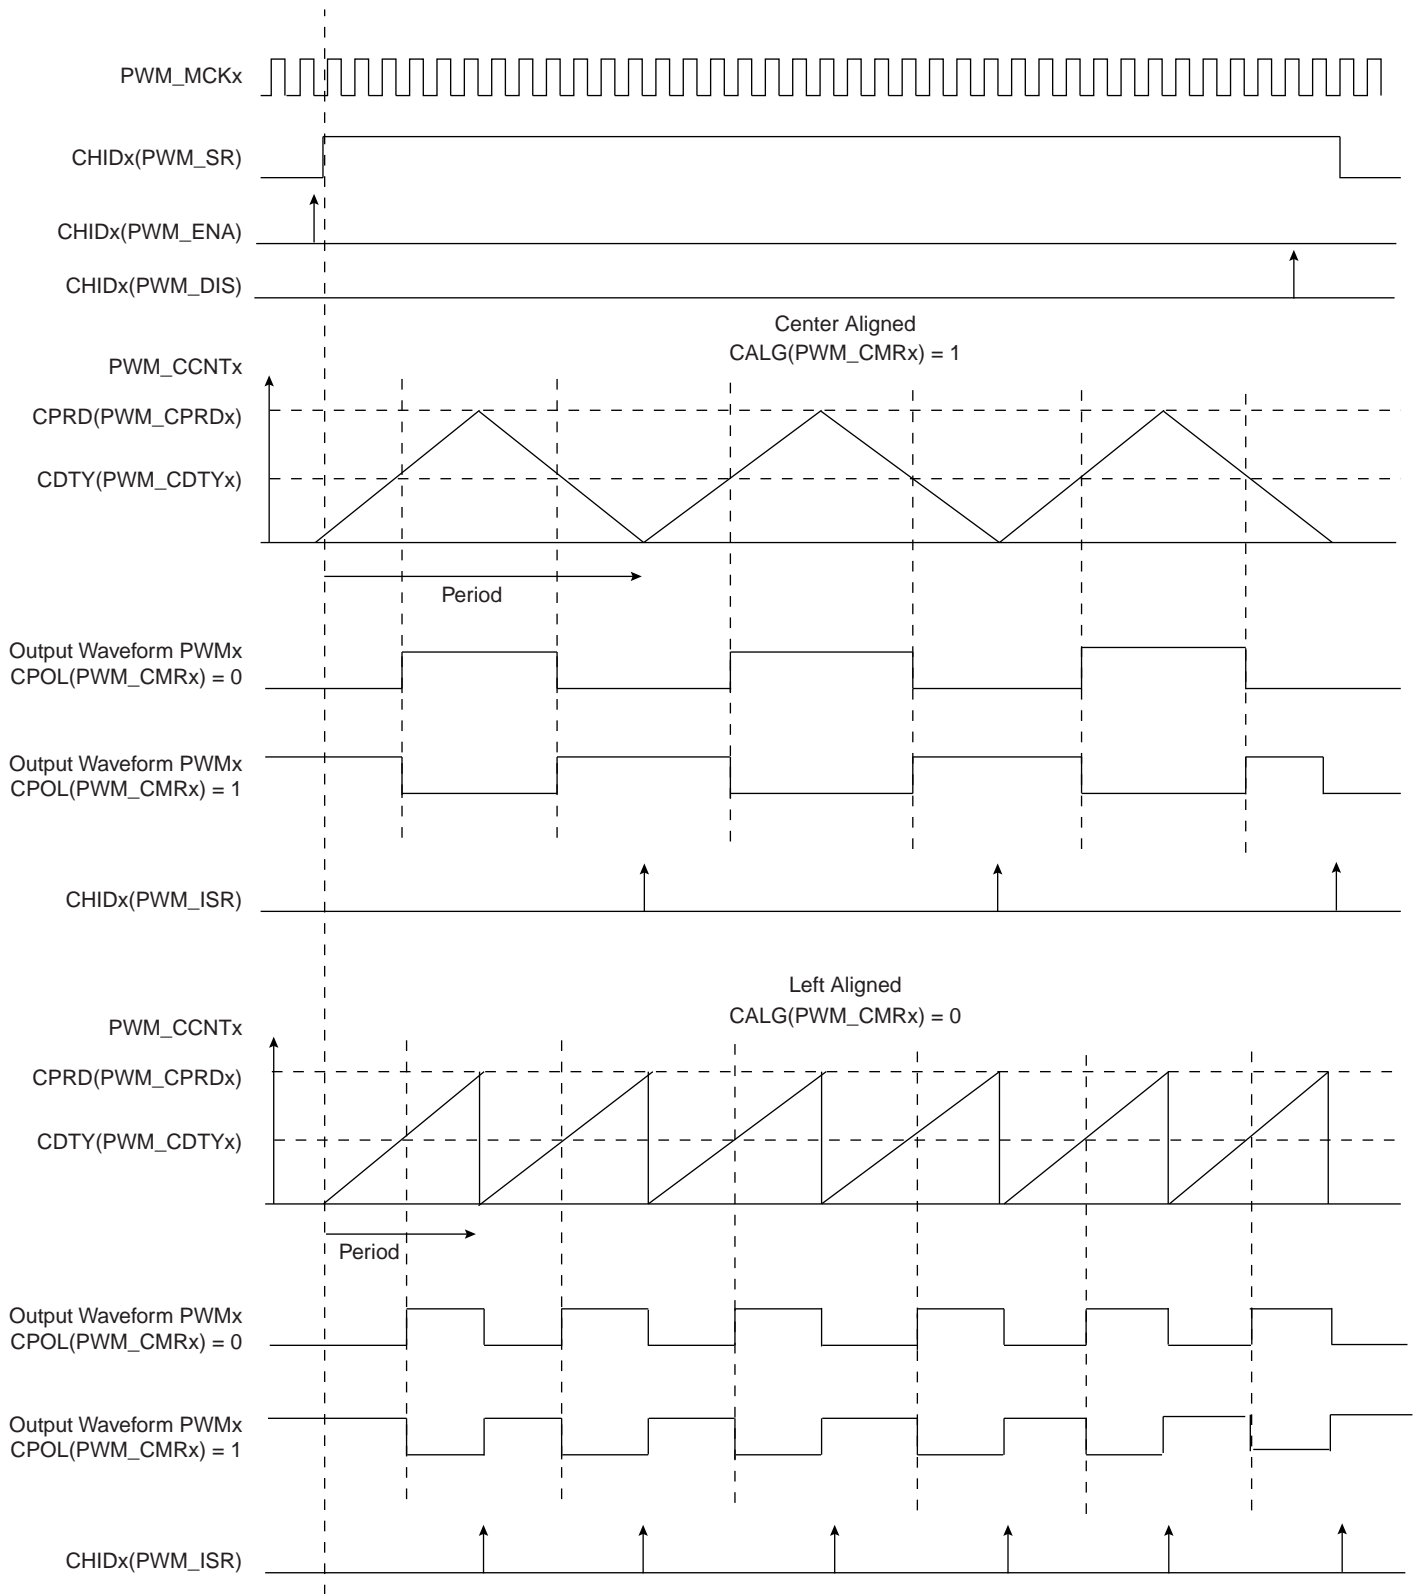 PWM_MCKx
CHIDx(PWM_SR)
CHIDx(PWM_ENA)
CHIDx(PWM_DIS)
Center Aligned
CALG(PWM_CMRx) = 1
PWM_CCNTx
CPRD(PWM_CPRDx)
CDTY(PWM_CDTYx)
Period
Output Waveform PWMx
CPOL(PWM_CMRx) = 0
Output Waveform PWMx
CPOL(PWM_CMRx) = 1
CHIDx(PWM_ISR)
Left Aligned
CALG(PWM_CMRx) = 0
PWM_CCNTx
CPRD(PWM_CPRDx)
CDTY(PWM_CDTYx)
Period
Output Waveform PWMx
CPOL(PWM_CMRx) = 0
Output Waveform PWMx
CPOL(PWM_CMRx) = 1
CHIDx(PWM_ISR)